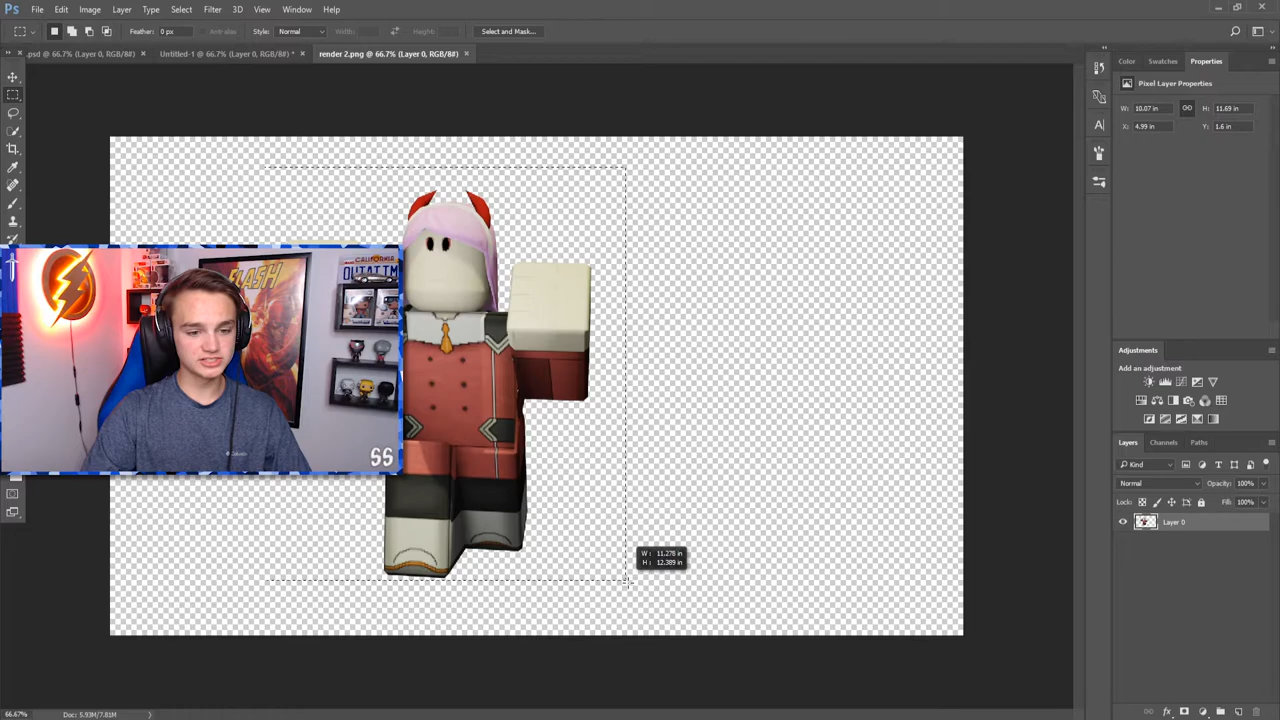 Ps File Edit Image Layer Type Select Filter 3D View Window Help
Feather: 0 px Anti-alias Style: Normal Width: Height: Select and Mask...
.psd @ 66.7% (Layer 0, RGB/8#) × Untitled-1 @ 66.7% (Layer 0, RGB/8#) * × render 2.png @ 66.7% (Layer 0, RGB/8#) ×
Color Swatches Properties
Pixel Layer Properties
W: 10.07 in H: 11.69 in
X: 4.99 in Y: 1.6 in
CALIFORNIA
OUTATIME
FLASH
SS
W: 11.278 in
H: 12.389 in
Adjustments
Add an adjustment
Layers Channels Paths
Kind
Normal Opacity: 100%
Lock: Fill: 100%
Layer 0
fx
66.67% Doc: 5.93M/7.81M